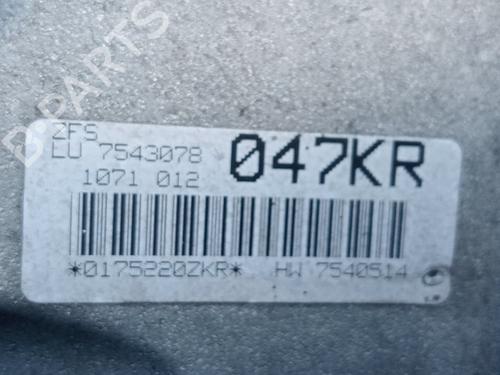 B-PARTS
ZFS
LU 7543078
047KR
1071 012
*0175220ZKR* HW 7540514